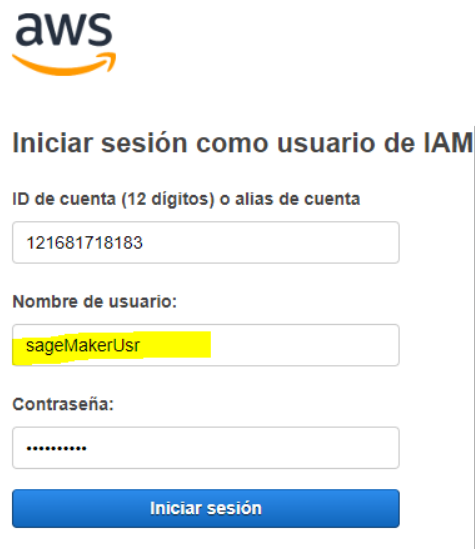 aws
Iniciar sesión como usuario de IAM
ID de cuenta (12 dígitos) o alias de cuenta
121681718183
Nombre de usuario:
sageMakerUsr
Contraseña:
••••••••••
Iniciar sesión